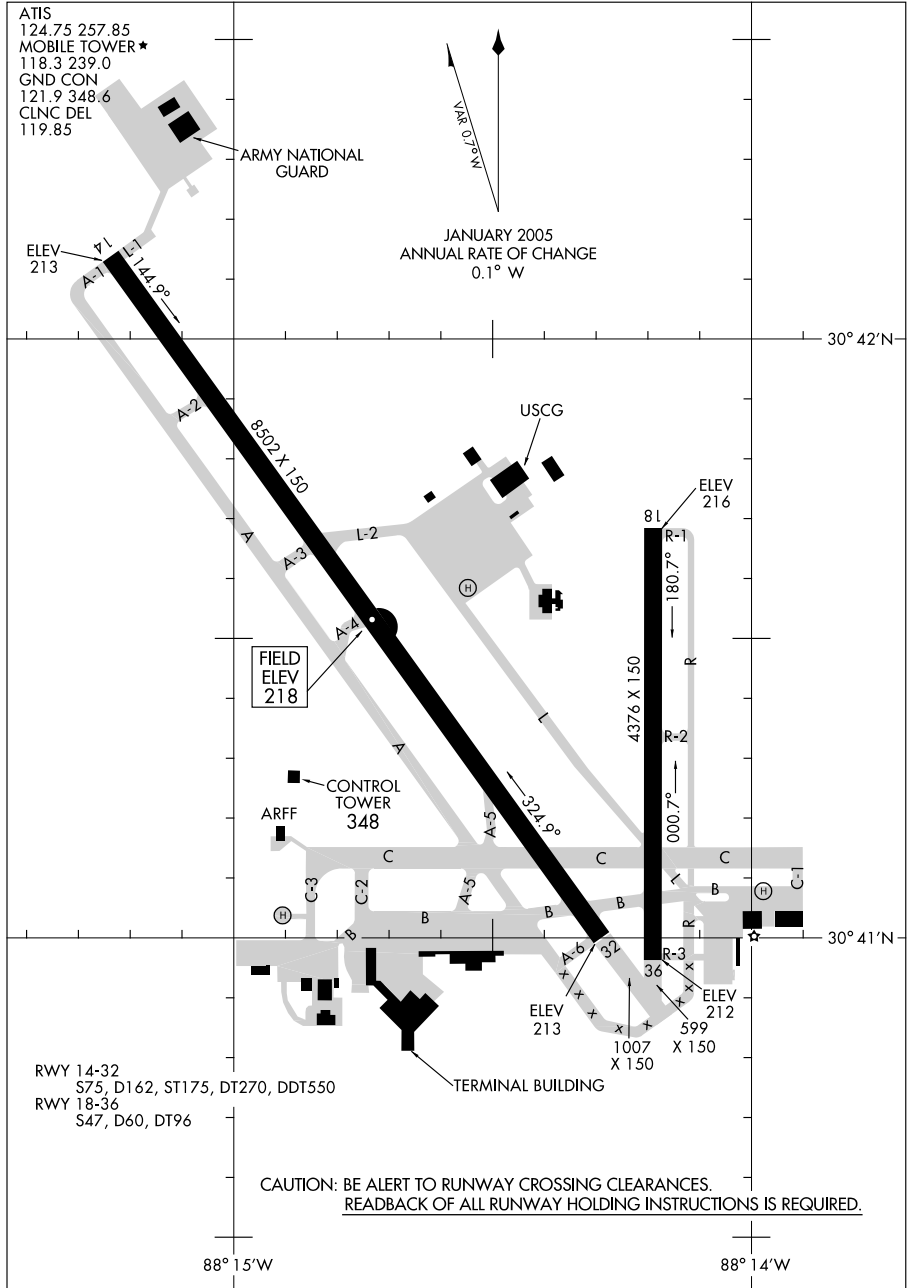 ATIS
124.75 257.85
MOBILE TOWER★
118.3 239.0
GND CON
121.9 348.6
CLNC DEL
119.85
ARMY NATIONAL
GUARD
VAR 0.7° W
JANUARY 2005
ANNUAL RATE OF CHANGE
0.1° W
ELEV
213
14
L-1
A-1
144.9°
30° 42'N
A-2
8502 X 150
USCG
ELEV
216
18
R-1
A
L-2
A-3
H
180.7°
A-4
FIELD
ELEV
218
4376 X 150
R
L
R-2
A
CONTROL
TOWER
348
000.7°
324.9°
ARFF
A-5
C
C
C
L
C-3
C-2
A-5
B
C-1
H
B
B
B
H
B
R
30° 41'N
A-6
32
R-3
36
X
X
X
X
X
X
X
X
X
ELEV
213
ELEV
212
1007
X 150
599
X 150
TERMINAL BUILDING
RWY 14-32
S75, D162, ST175, DT270, DDT550
RWY 18-36
S47, D60, DT96
CAUTION: BE ALERT TO RUNWAY CROSSING CLEARANCES.
READBACK OF ALL RUNWAY HOLDING INSTRUCTIONS IS REQUIRED.
88° 15'W
88° 14'W